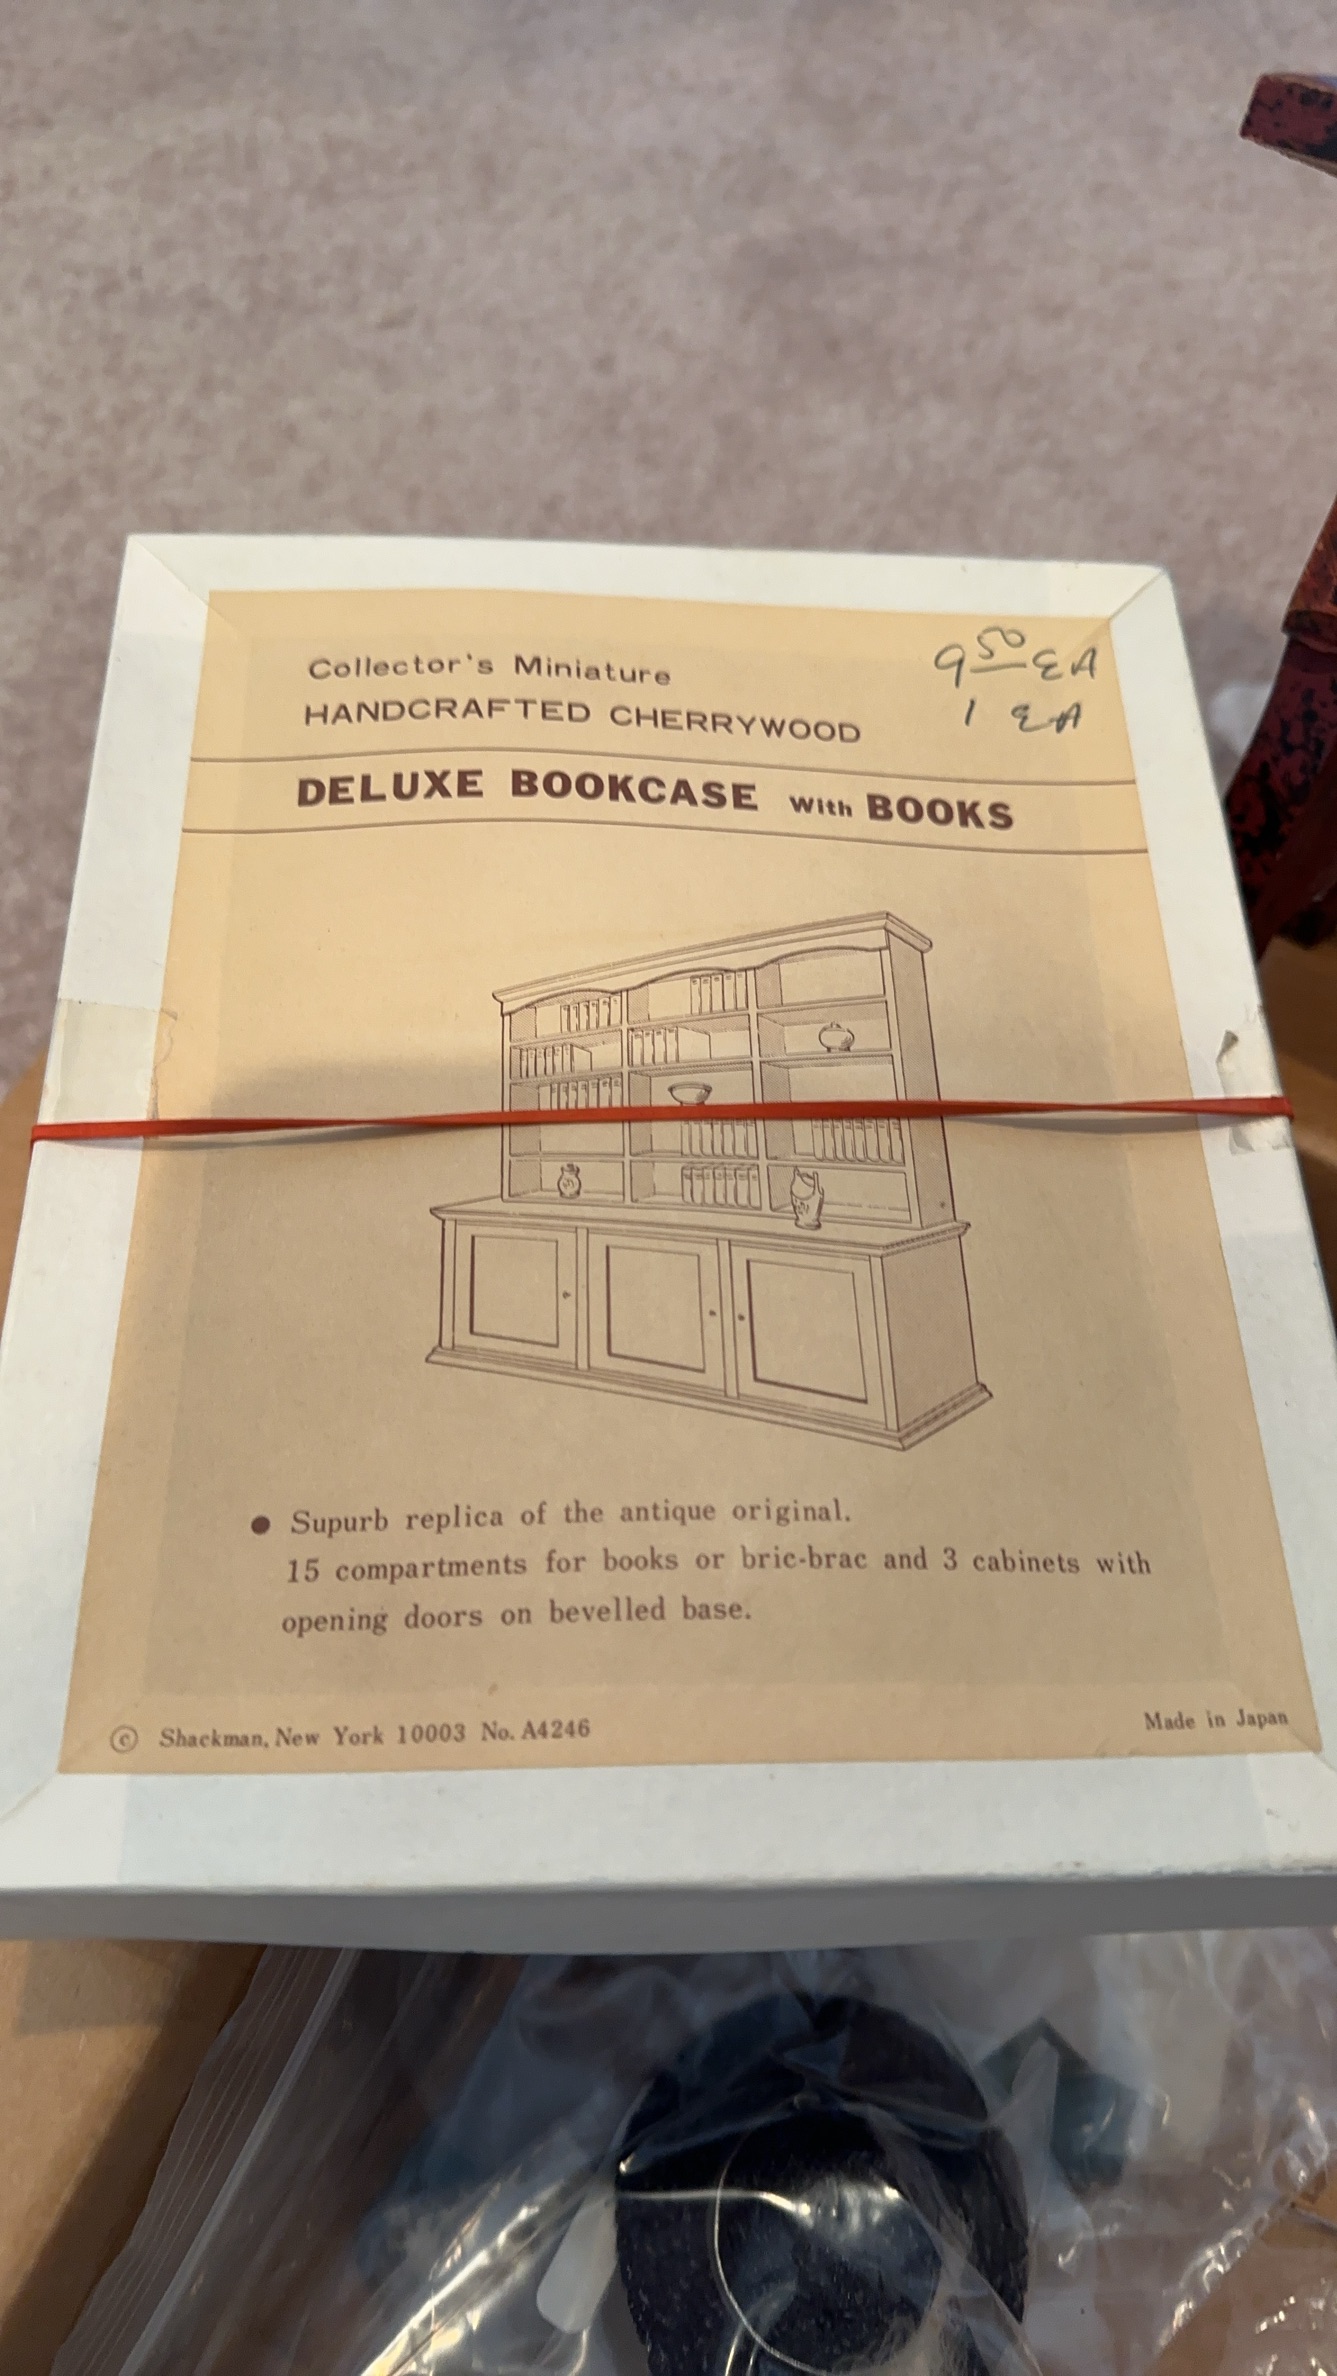 Collector's Miniature
9 50 EA
HANDCRAFTED CHERRYWOOD
1 EA
DELUXE BOOKCASE with BOOKS
● Supurb replica of the antique original.
15 compartments for books or bric-brac and 3 cabinets with
opening doors on bevelled base.
© Shackman, New York 10003 No. A4246
Made in Japan